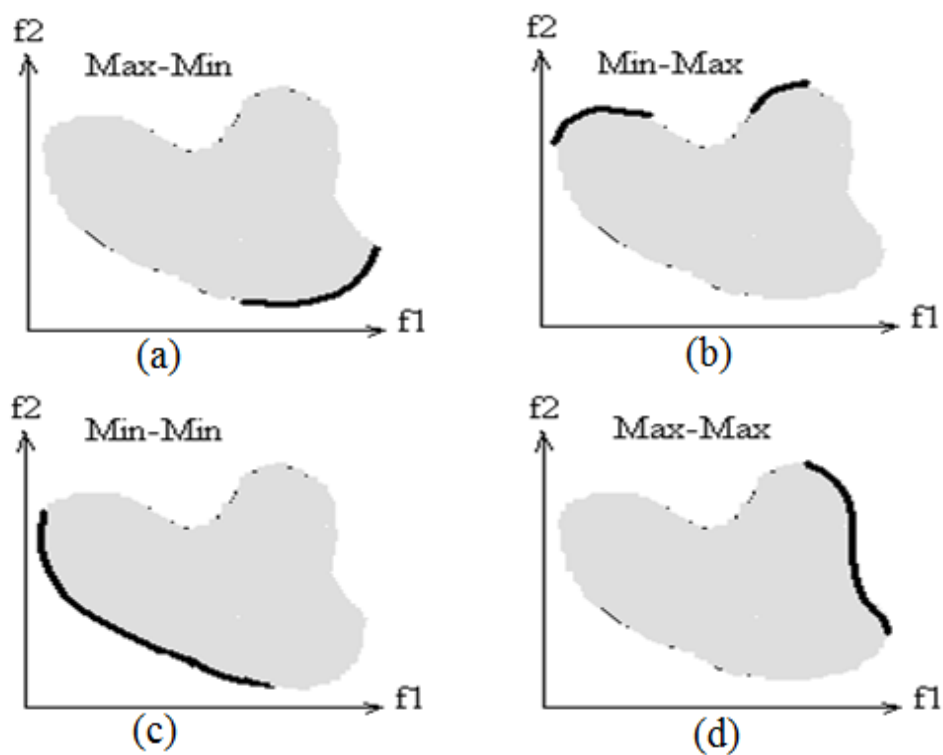 f2
Max-Min
f1
(a)
f2
Min-Max
f1
(b)
f2
Min-Min
f1
(c)
f2
Max-Max
f1
(d)